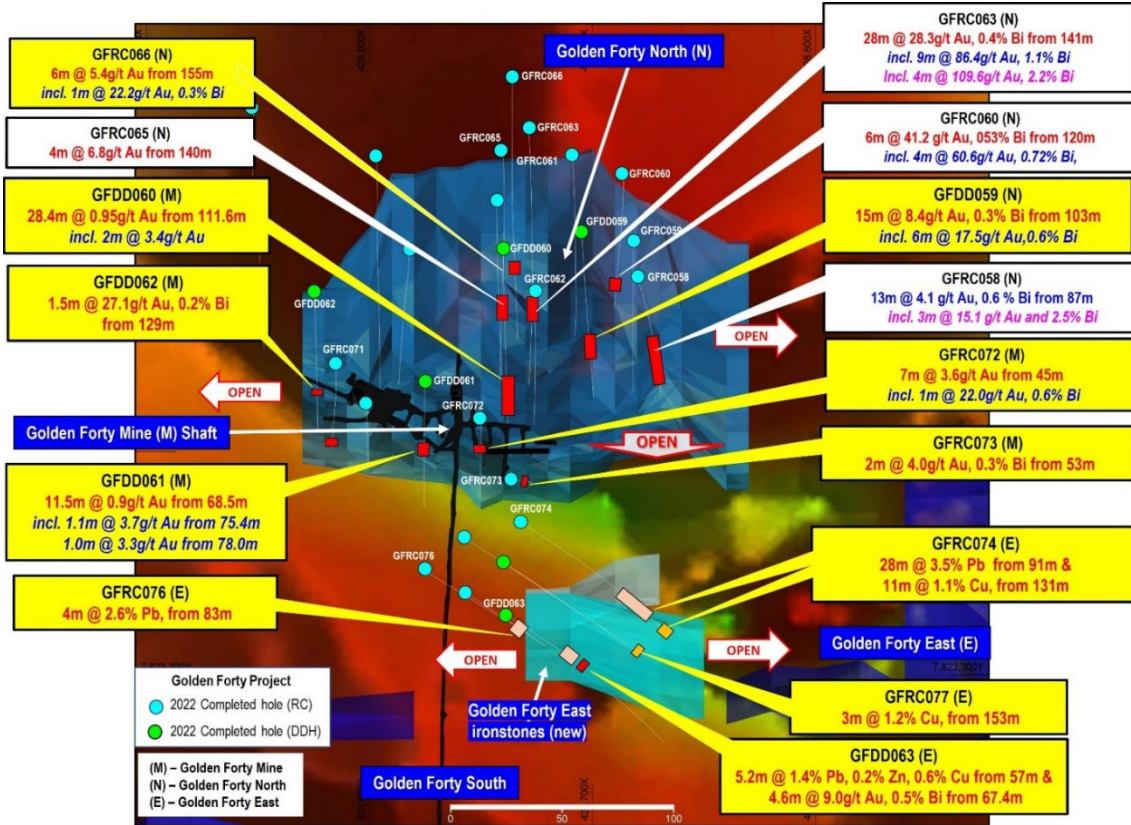 GFRC066 (N)
6m @ 5.4g/t Au from 155m
incl. 1m @ 22.2g/t Au, 0.3% Bi
GFRC065 (N)
4m @ 6.8g/t Au from 140m
GFDD060 (M)
28.4m @ 0.95g/t Au from 111.6m
incl. 2m @ 3.4g/t Au
GFDD062 (M)
1.5m @ 27.1g/t Au, 0.2% Bi
from 129m
Golden Forty Mine (M) Shaft
GFDD061 (M)
11.5m @ 0.9g/t Au from 68.5m
incl. 1.1m @ 3.7g/t Au from 75.4m
1.0m @ 3.3g/t Au from 78.0m
GFRC076 (E)
4m @ 2.6% Pb, from 83m
Golden Forty Project
2022 Completed hole (RC)
2022 Completed hole (DDH)
(M) – Golden Forty Mine
(N) – Golden Forty North
(E) – Golden Forty East
428,600X
428,800X
Golden Forty North (N)
GFRC066
GFRC063
GFRC065
GFRC061
GFRC060
GFDD059
GFRC059
GFDD060
GFRC062
GFRC058
GFDD062
GFRC071
GFDD061
GFRC072
GFRC073
GFRC074
GFRC076
GFDD063
OPEN
OPEN
OPEN
OPEN
OPEN
Golden Forty East
ironstones (new)
Golden Forty South
0
50
100
7,823,300Y
GFRC063 (N)
28m @ 28.3g/t Au, 0.4% Bi from 141m
incl. 9m @ 86.4g/t Au, 1.1% Bi
Incl. 4m @ 109.6g/t Au, 2.2% Bi
GFRC060 (N)
6m @ 41.2 g/t Au, 053% Bi from 120m
incl. 4m @ 60.6g/t Au, 0.72% Bi,
GFDD059 (N)
15m @ 8.4g/t Au, 0.3% Bi from 103m
incl. 6m @ 17.5g/t Au,0.6% Bi
GFRC058 (N)
13m @ 4.1 g/t Au, 0.6 % Bi from 87m
incl. 3m @ 15.1 g/t Au and 2.5% Bi
GFRC072 (M)
7m @ 3.6g/t Au from 45m
incl. 1m @ 22.0g/t Au, 0.6% Bi
GFRC073 (M)
2m @ 4.0g/t Au, 0.3% Bi from 53m
GFRC074 (E)
28m @ 3.5% Pb from 91m &
11m @ 1.1% Cu, from 131m
Golden Forty East (E)
7,823,300Y
GFRC077 (E)
3m @ 1.2% Cu, from 153m
GFDD063 (E)
5.2m @ 1.4% Pb, 0.2% Zn, 0.6% Cu from 57m &
4.6m @ 9.0g/t Au, 0.5% Bi from 67.4m